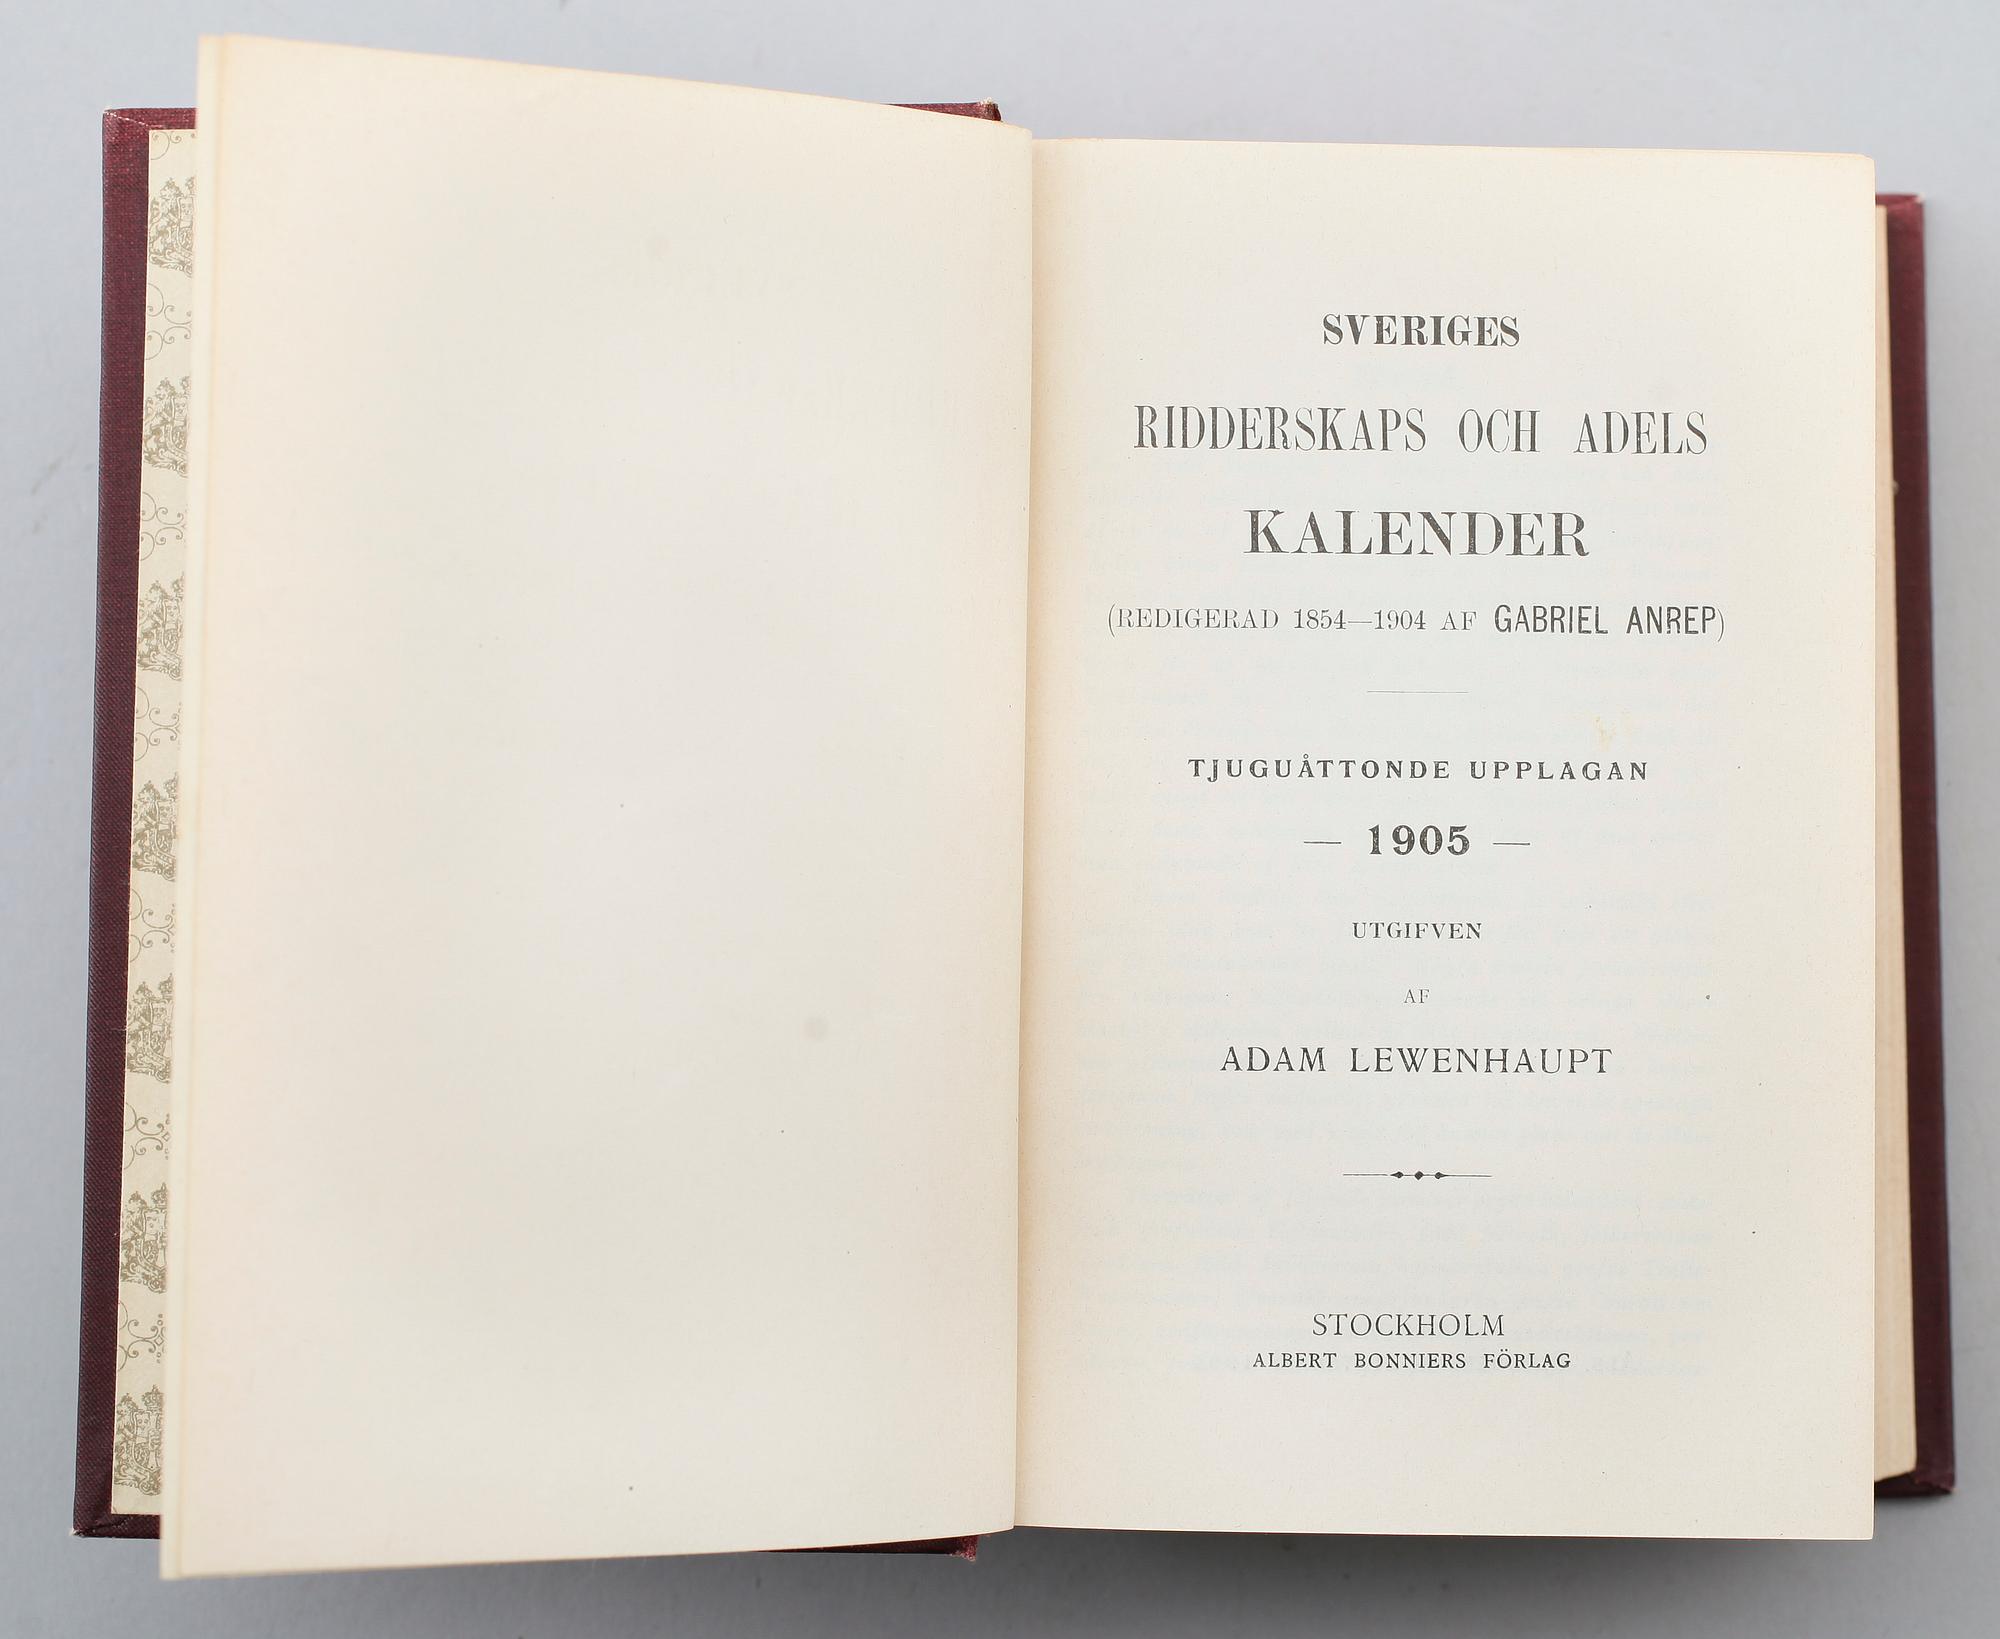 SVERIGES
RIDDERSKAPS OCH ADELS
KALENDER
(REDIGERAD 1854—1904 AF GABRIEL ANREP)
TJUGUÅTTONDE UPPLAGAN
— 1905 —
UTGIFVEN
AF
ADAM LEWENHAUPT
STOCKHOLM
ALBERT BONNIERS FÖRLAG